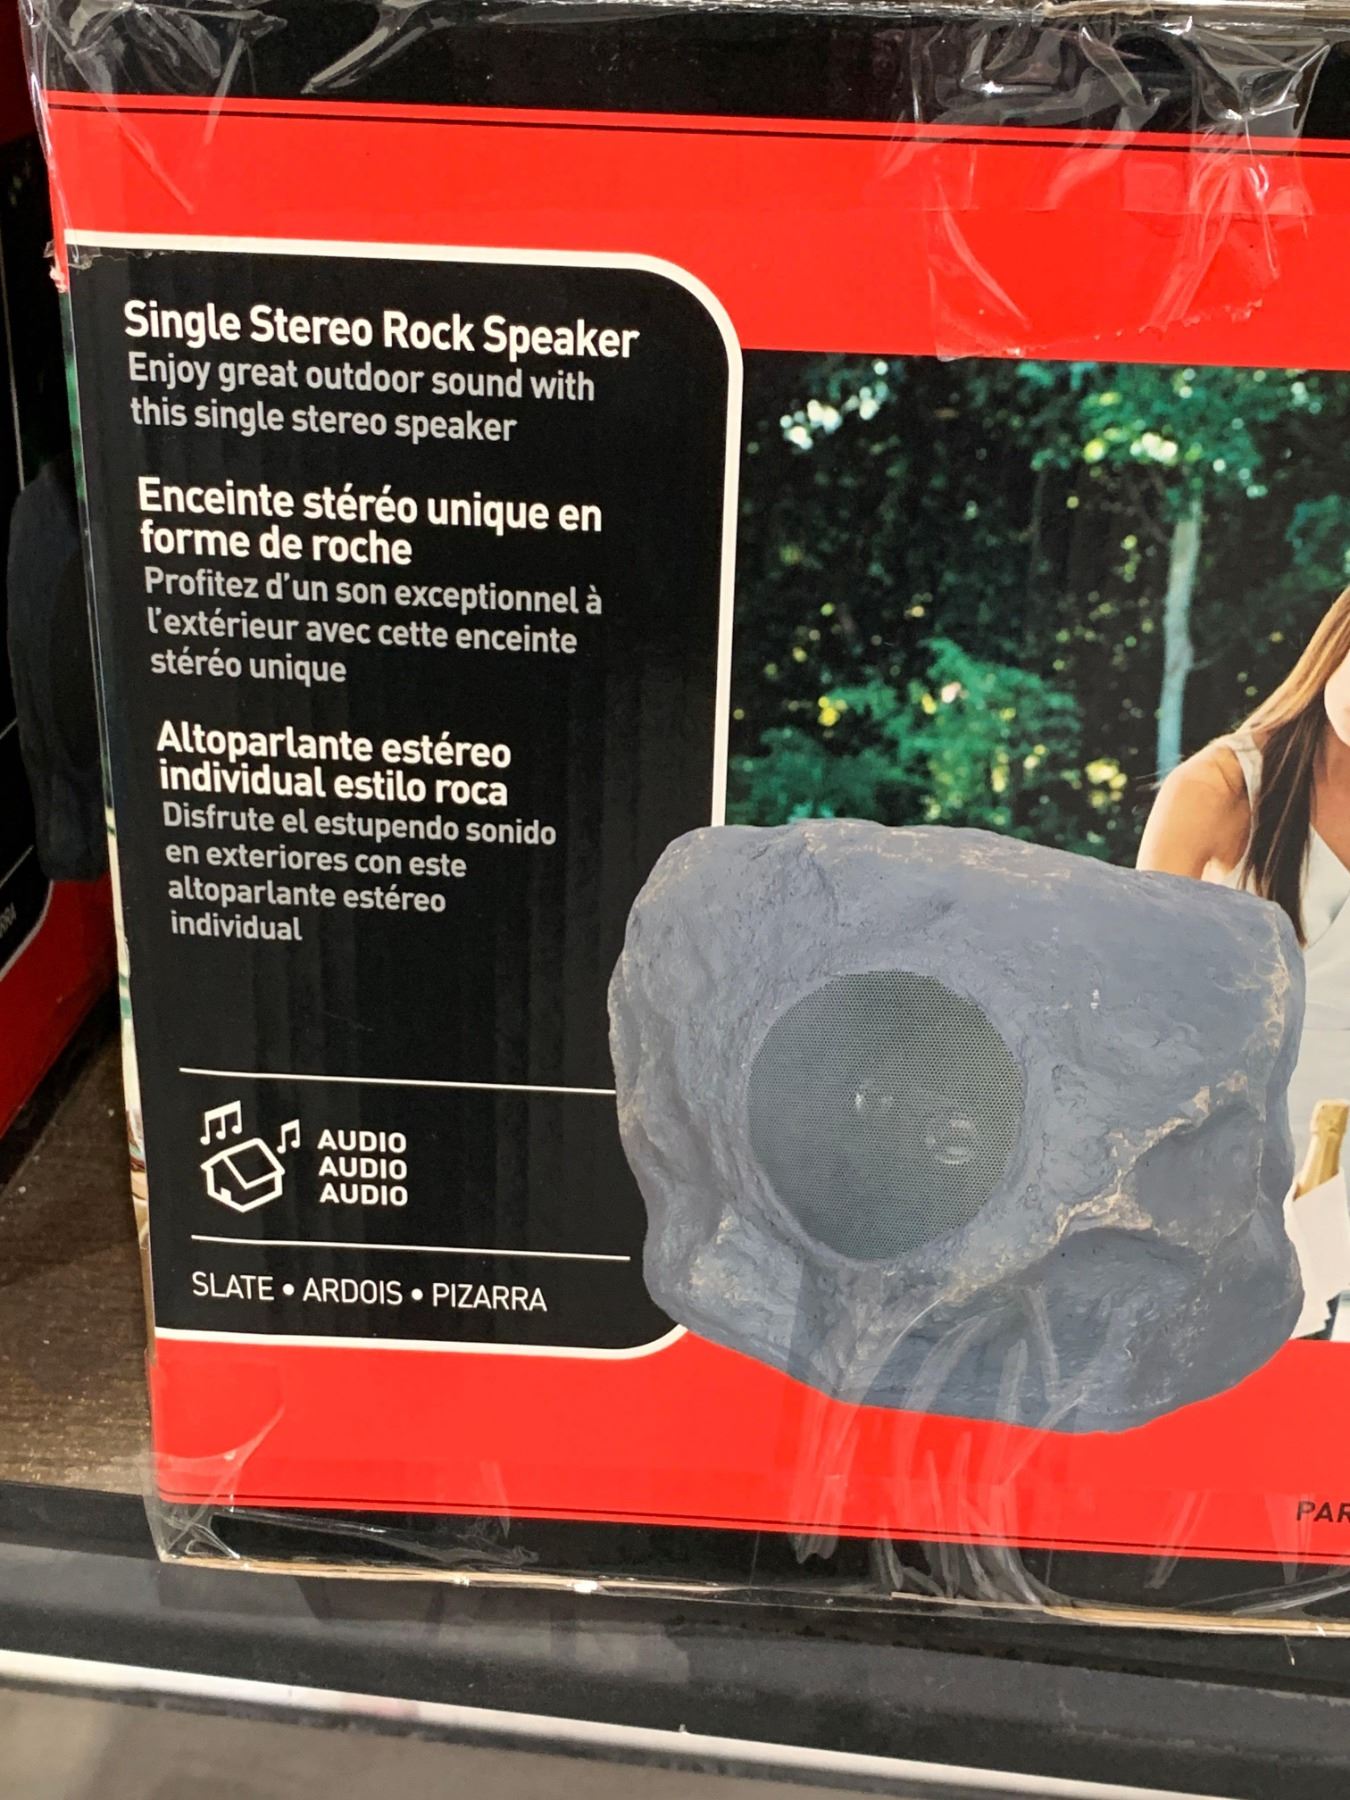 Single Stereo Rock Speaker
Enjoy great outdoor sound with
this single stereo speaker
Enceinte stéréo unique en
forme de roche
Profitez d'un son exceptionnel à
l'extérieur avec cette enceinte
stéréo unique
Altoparlante estéreo
individual estilo roca
Disfrute el estupendo sonido
en exteriores con este
altoparlante estéreo
individual
AUDIO
AUDIO
AUDIO
SLATE • ARDOIS • PIZARRA